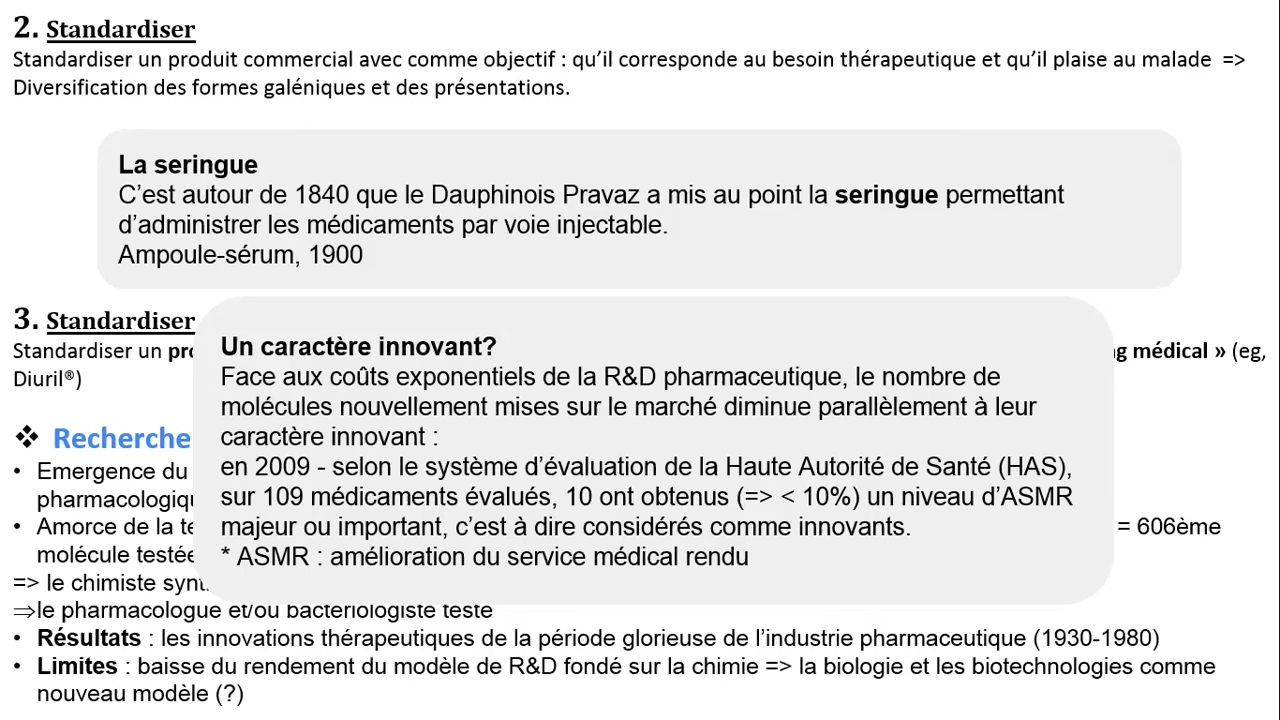 2. Standardiser
Standardiser un produit commercial avec comme objectif : qu’il corresponde au besoin thérapeutique et qu’il plaise au malade =>
Diversification des formes galéniques et des présentations.
La seringue
C’est autour de 1840 que le Dauphinois Pravaz a mis au point la seringue permettant
d’administrer les médicaments par voie injectable.
Ampoule-sérum, 1900
3. Standardiser
Standardiser un médical » (eg,
Diuril®)
Un caractère innovant?
Face aux coûts exponentiels de la R&D pharmaceutique, le nombre de
molécules nouvellement mises sur le marché diminue parallèlement à leur
caractère innovant :
en 2009 - selon le système d’évaluation de la Haute Autorité de Santé (HAS),
sur 109 médicaments évalués, 10 ont obtenus (=> < 10%) un niveau d’ASMR
majeur ou important, c’est à dire considérés comme innovants.
* ASMR : amélioration du service médical rendu
❖ Recherche
• Emergence du
• Amorce de la = 606ème
molécule
=> le chimiste
⇒le pharmacologue et/ou bactériologiste teste
• Résultats : les innovations thérapeutiques de la période glorieuse de l’industrie pharmaceutique (1930-1980)
• Limites : baisse du rendement du modèle de R&D fondé sur la chimie => la biologie et les biotechnologies comme
nouveau modèle (?)